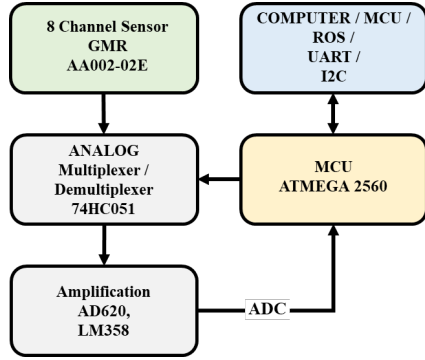 8 Channel Sensor
GMR
AA002-02E
COMPUTER / MCU /
ROS /
UART /
I2C
ANALOG
Multiplexer /
Demultiplexer
74HC051
MCU
ATMEGA 2560
Amplification
AD620,
LM358
ADC